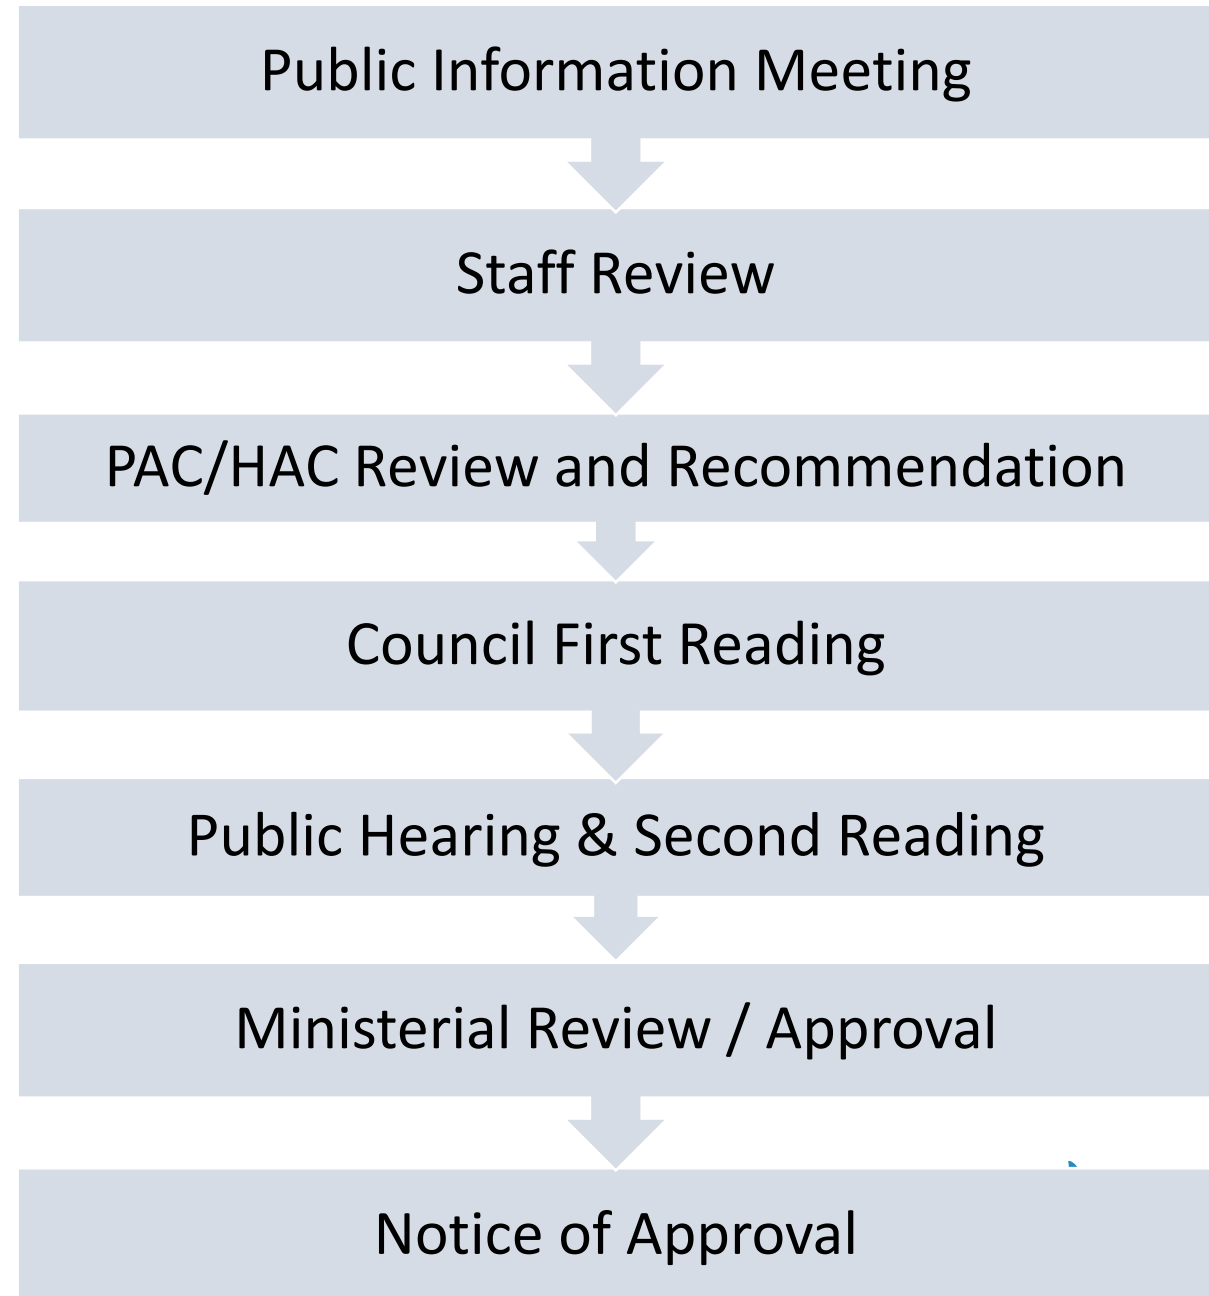 Public Information Meeting
Staff Review
PAC/HAC Review and Recommendation
Council First Reading
Public Hearing & Second Reading
Ministerial Review / Approval
Notice of Approval